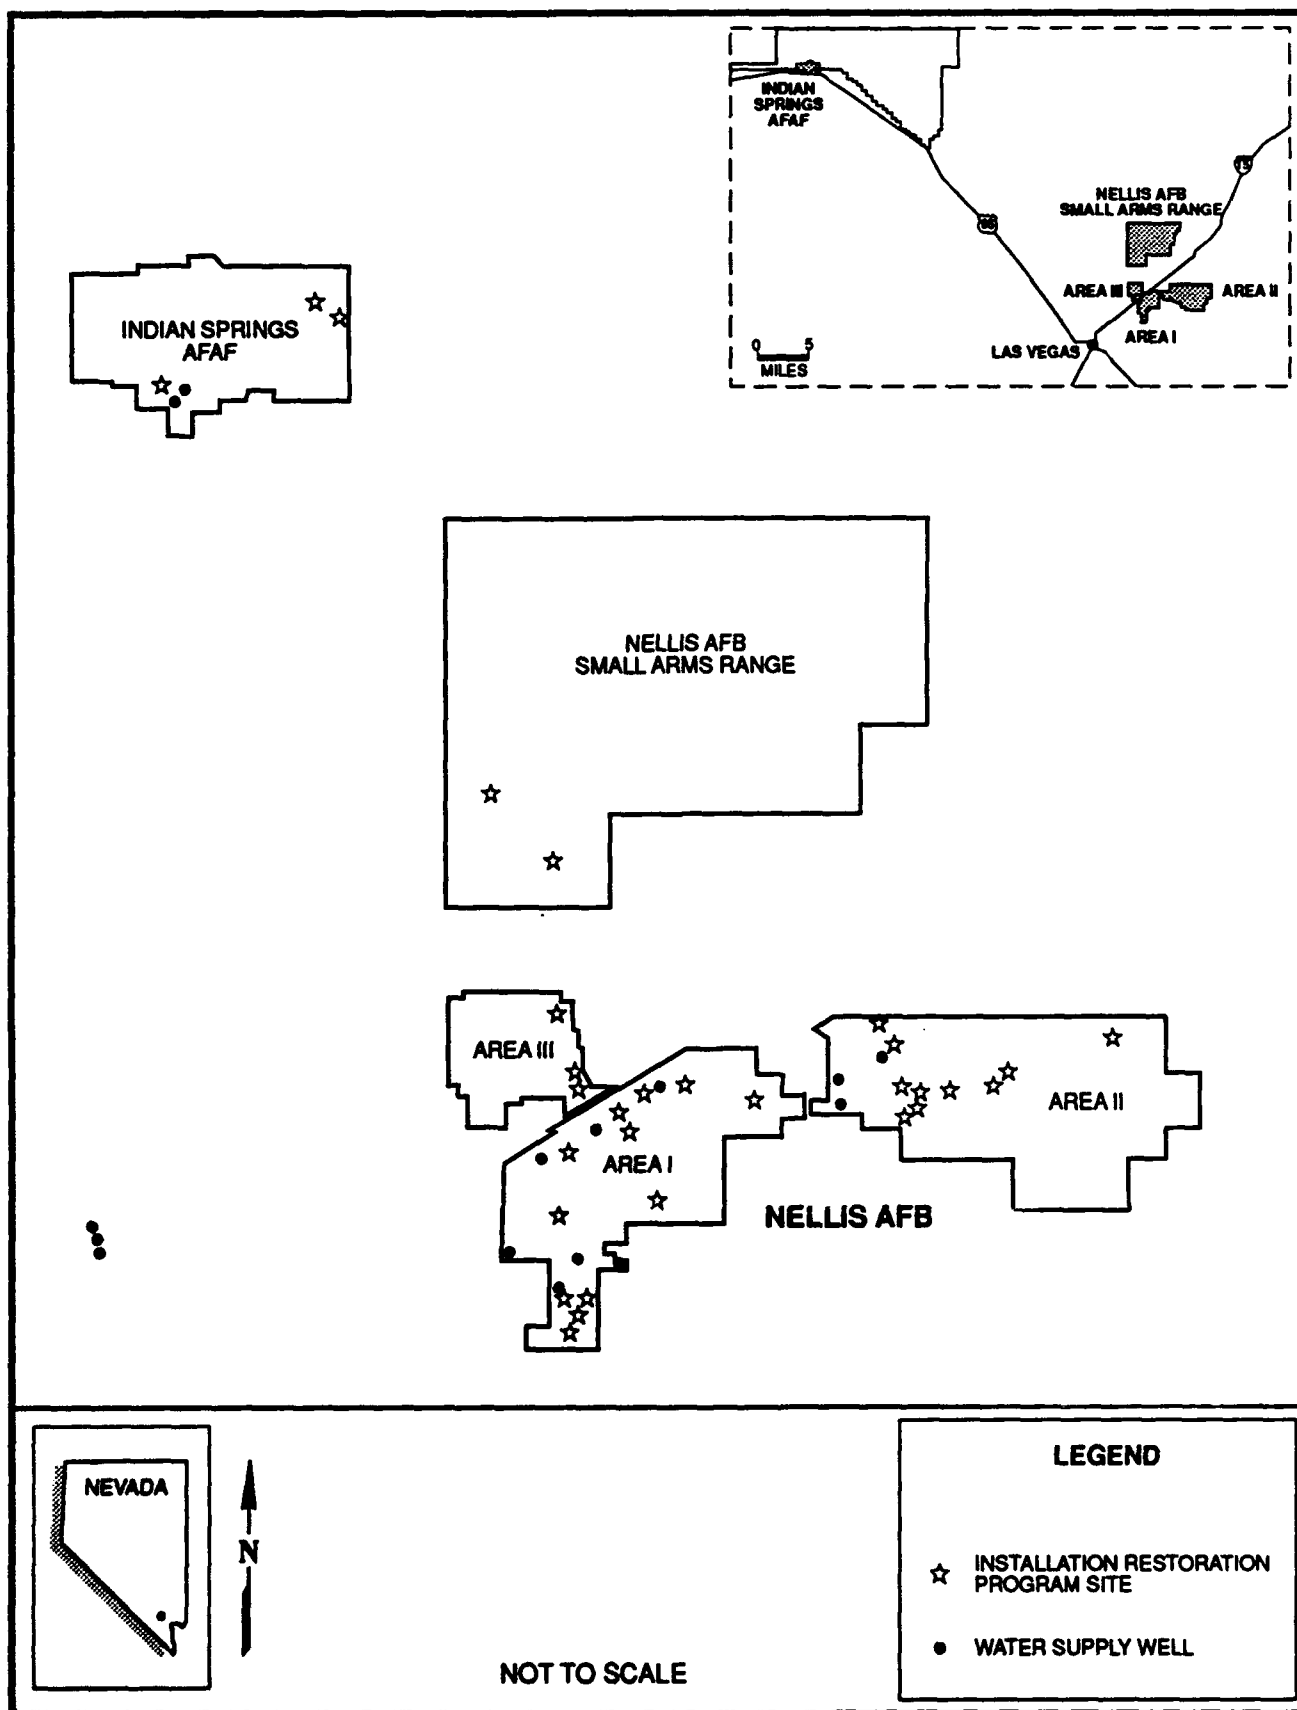 INDIAN
SPRINGS
AFAF
NELLIS AFB
SMALL ARMS RANGE
15
95
AREA III
AREA II
AREA I
LAS VEGAS
0 5
MILES
INDIAN SPRINGS
AFAF
NELLIS AFB
SMALL ARMS RANGE
AREA III
AREA II
AREA I
NELLIS AFB
NEVADA
N
NOT TO SCALE
LEGEND
INSTALLATION RESTORATION
PROGRAM SITE
WATER SUPPLY WELL